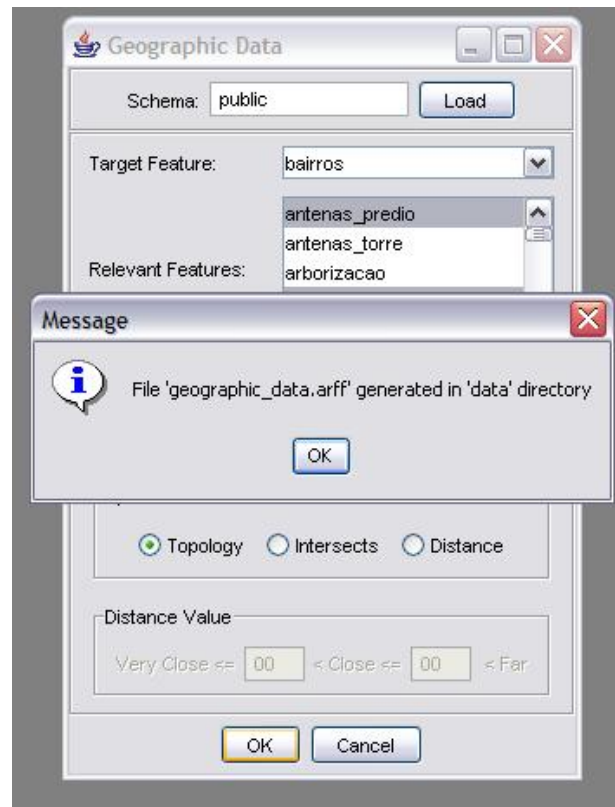 Geographic Data
Schema: public Load
Target Feature: bairros
antenas_predio
antenas_torre
Relevant Features: arborizacao
Message
File 'geographic_data.arff' generated in 'data' directory
OK
Topology Intersects Distance
Distance Value
Very Close <= 00 < Close <= 00 < Far
OK Cancel